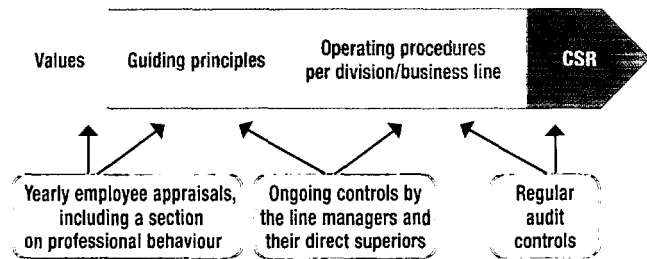 Values
Guiding principles
Operating procedures
per division/business line
CSR
Yearly employee appraisals,
including a section
on professional behaviour
Ongoing controls by
the line managers and
their direct superiors
Regular
audit
controls